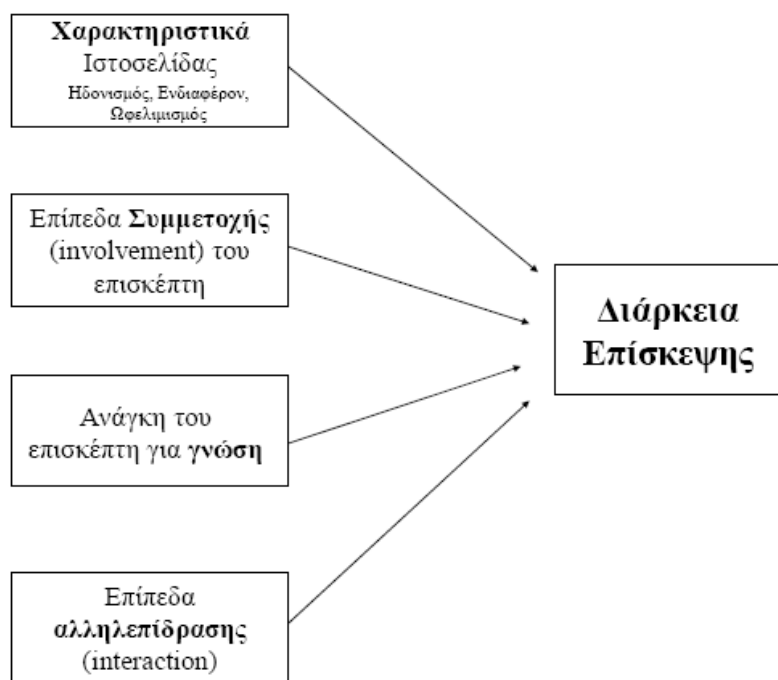 Χαρακτηριστικά
Ιστοσελίδας
Ηδονισμός, Ενδιαφέρον,
Ωφελιμισμός
Επίπεδα Συμμετοχής
(involvement) του
επισκέπτη
Ανάγκη του
επισκέπτη για γνώση
Επίπεδα
αλληλεπίδρασης
(interaction)
Διάρκεια
Επίσκεψης